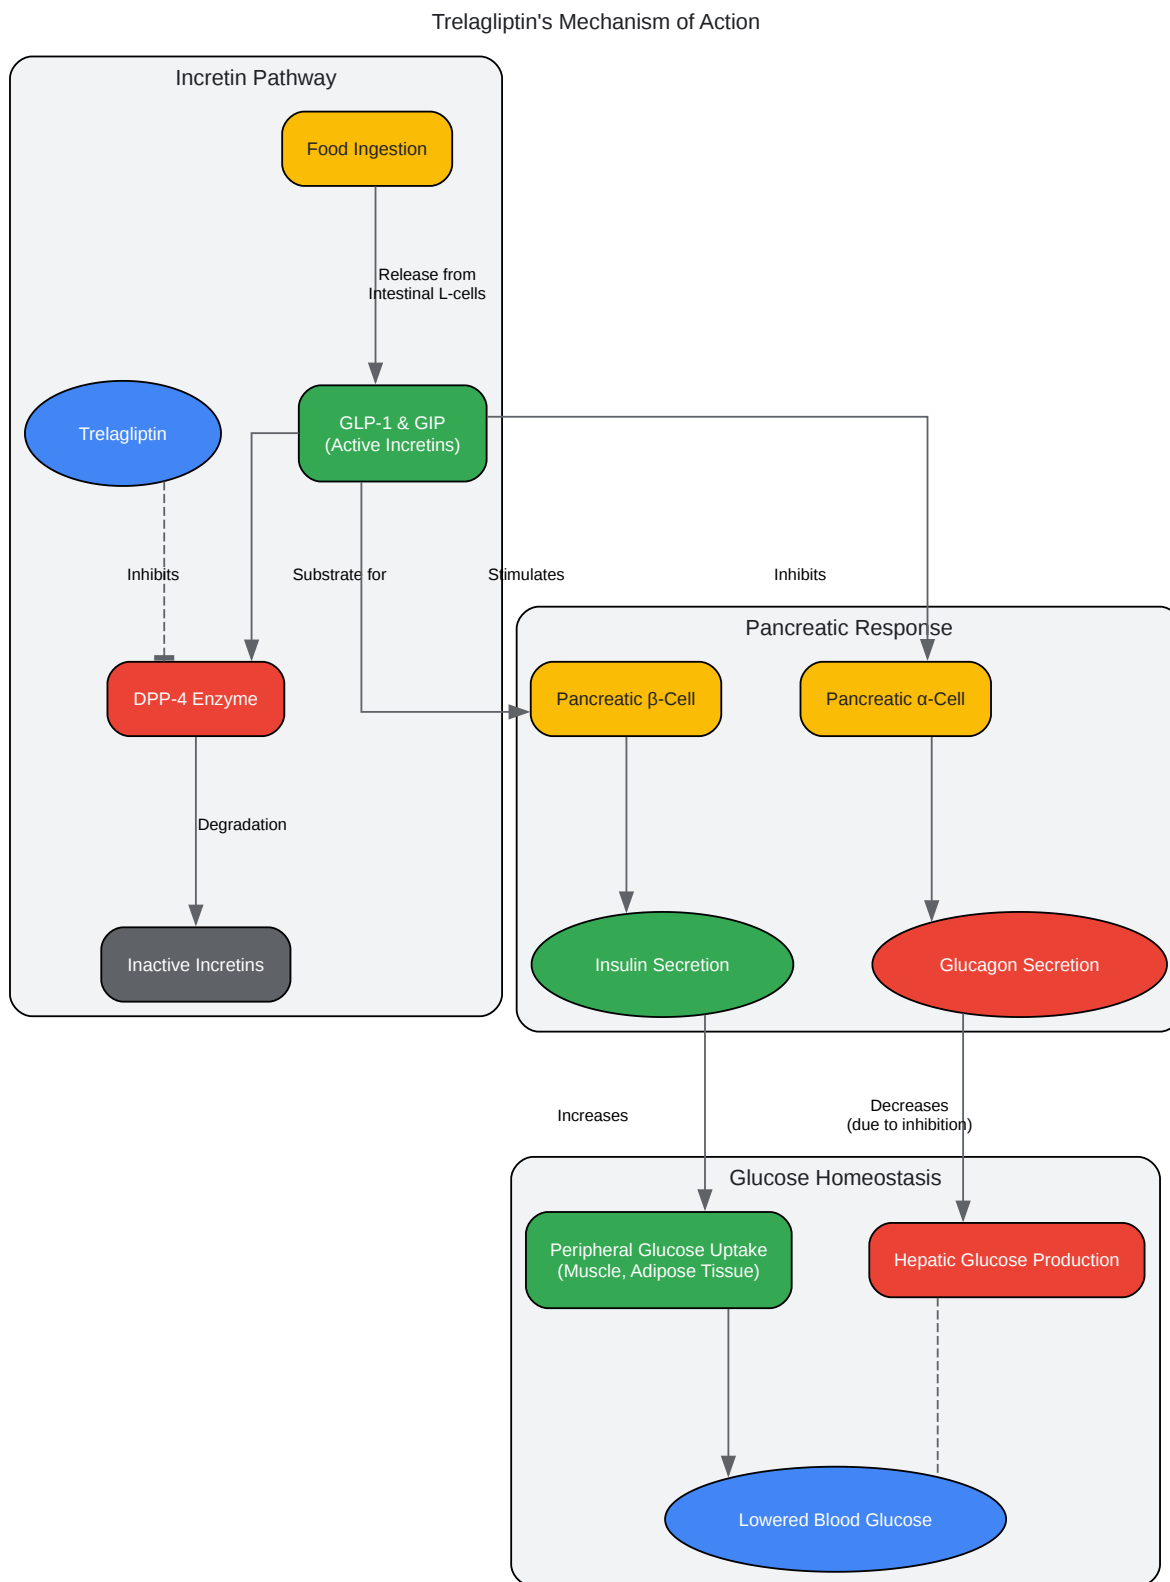 Trelagliptin's Mechanism of Action
Incretin Pathway
Food Ingestion
Release from
Intestinal L-cells
Trelagliptin
GLP-1 & GIP
(Active Incretins)
Inhibits
Substrate for
Stimulates
Inhibits
Pancreatic Response
DPP-4 Enzyme
Pancreatic β-Cell
Pancreatic α-Cell
Degradation
Inactive Incretins
Insulin Secretion
Glucagon Secretion
Increases
Decreases
(due to inhibition)
Glucose Homeostasis
Peripheral Glucose Uptake
(Muscle, Adipose Tissue)
Hepatic Glucose Production
Lowered Blood Glucose